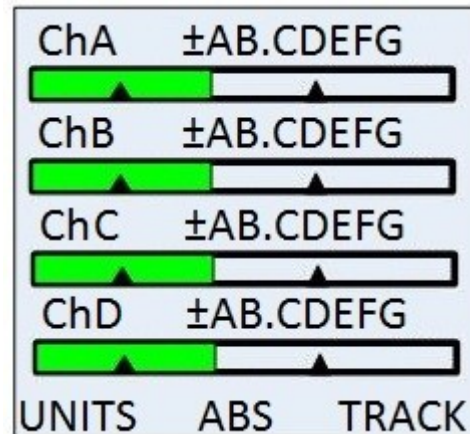 ChA ±AB.CDEFG
ChB ±AB.CDEFG
ChC ±AB.CDEFG
ChD ±AB.CDEFG
UNITS ABS TRACK